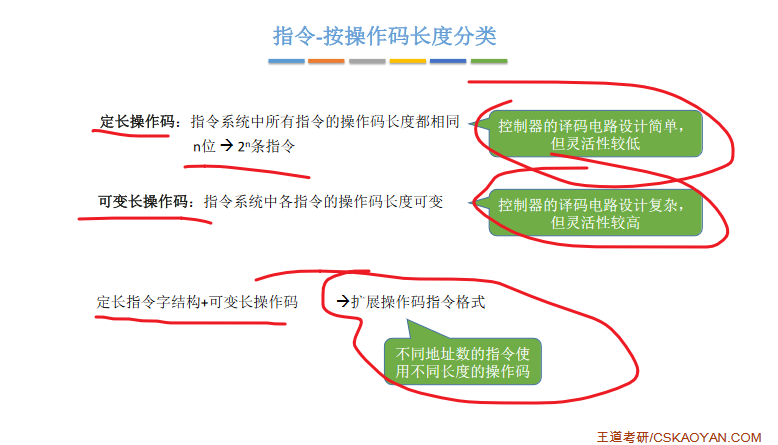 指令-按操作码长度分类
定长操作码：指令系统中所有指令的操作码长度都相同
n位 → 2ⁿ条指令
控制器的译码电路设计简单，
但灵活性较低
可变长操作码：指令系统中各指令的操作码长度可变
控制器的译码电路设计复杂，
但灵活性较高
定长指令字结构+可变长操作码 →扩展操作码指令格式
不同地址数的指令使
用不同长度的操作码
王道考研/CSKAOYAN.COM